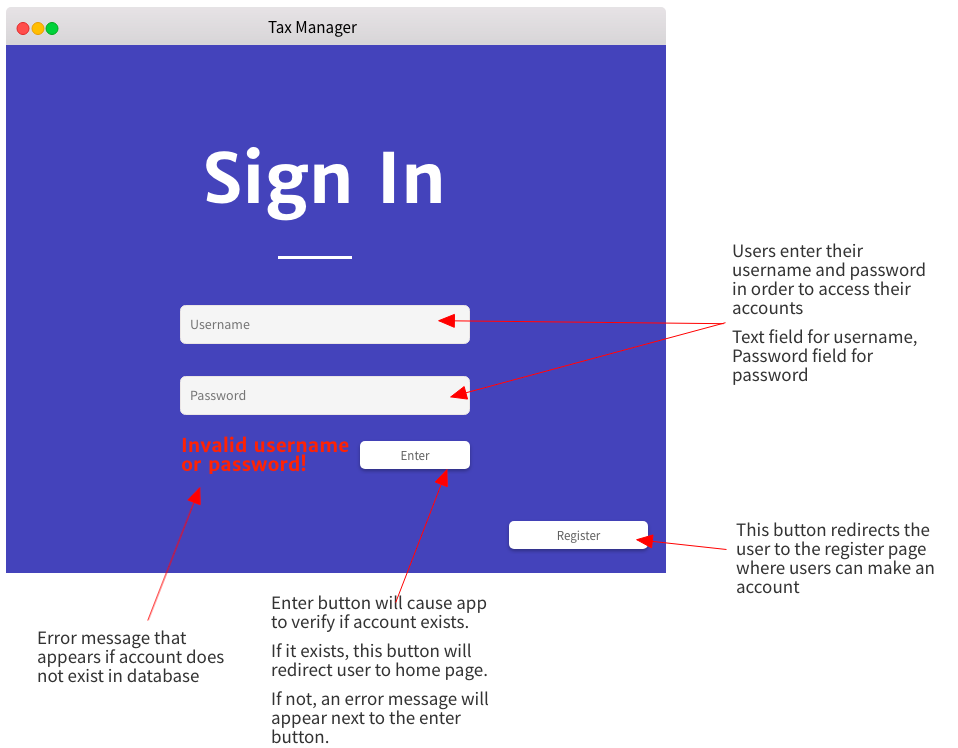 Tax Manager
Sign In
Username
Password
Invalid username
or password!
Enter
Register
Users enter their
username and password
in order to access their
accounts
Text field for username,
Password field for
password
This button redirects the
user to the register page
where users can make an
account
Error message that
appears if account does
not exist in database
Enter button will cause app
to verify if account exists.
If it exists, this button will
redirect user to home page.
If not, an error message will
appear next to the enter
button.